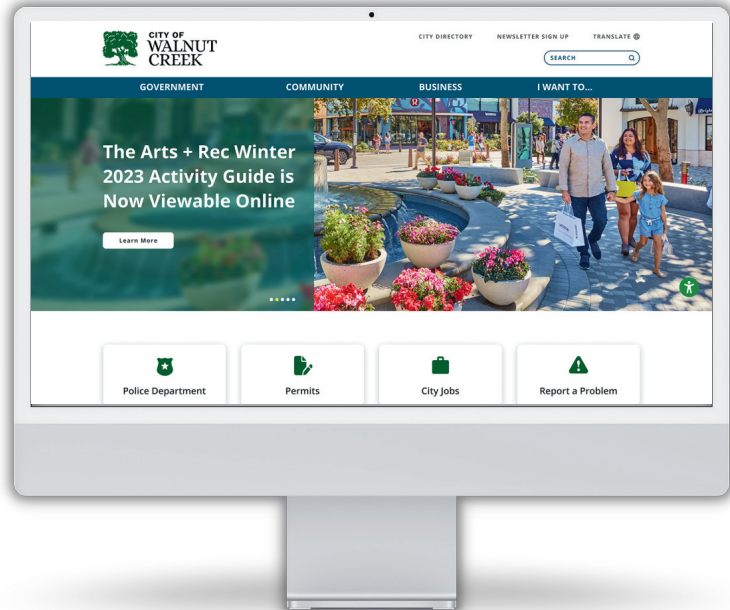 CITY OF
WALNUT
CREEK
CITY DIRECTORY
NEWSLETTER SIGN UP
TRANSLATE
SEARCH
GOVERNMENT
COMMUNITY
BUSINESS
I WANT TO...
The Arts + Rec Winter
2023 Activity Guide is
Now Viewable Online
Learn More
Police Department
Permits
City Jobs
Report a Problem